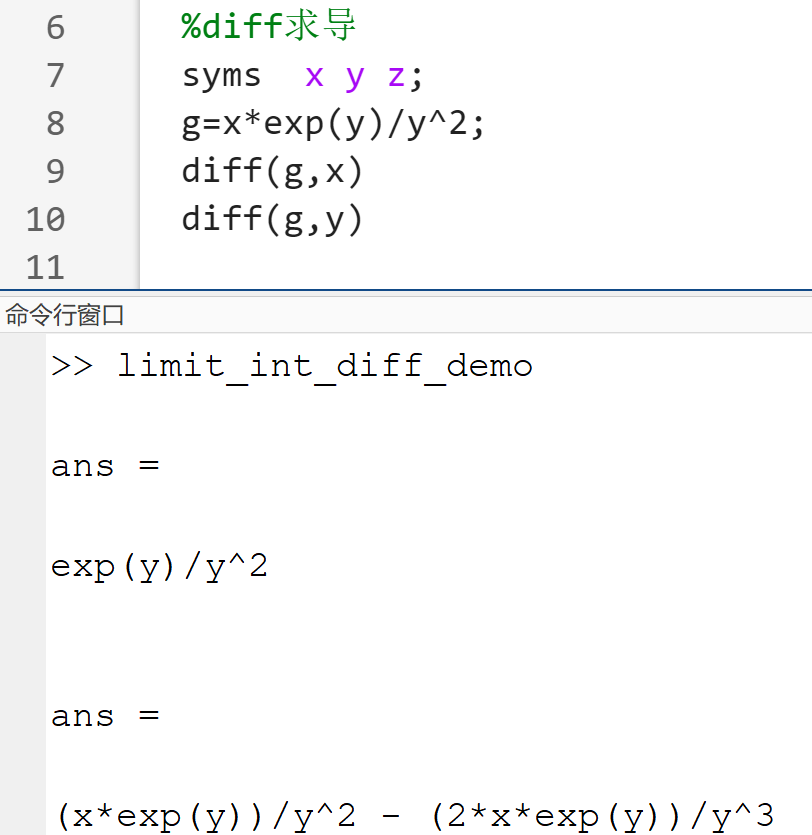 6 %diff求导
7 syms  x y z;
8 g=x*exp(y)/y^2;
9 diff(g,x)
10 diff(g,y)
11
命令行窗口
>> limit_int_diff_demo
ans =
exp(y)/y^2
ans =
(x*exp(y))/y^2 - (2*x*exp(y))/y^3